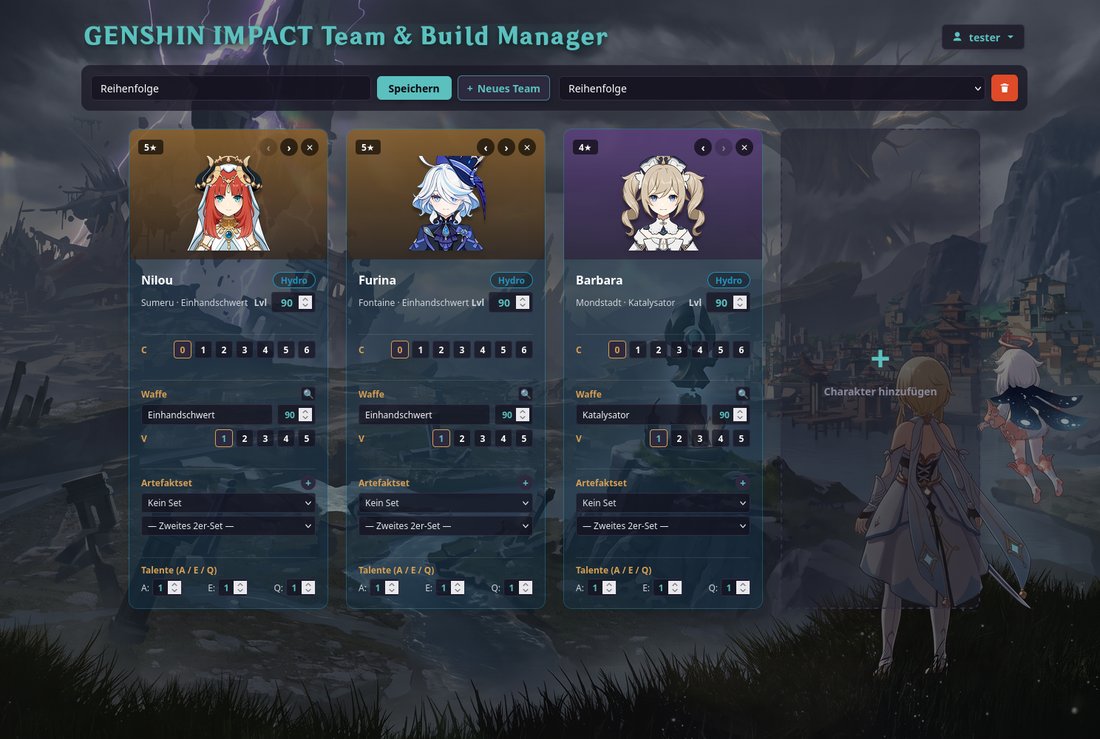 GENSHIN IMPACT Team & Build Manager
tester
Reihenfolge
Speichern
+ Neues Team
Reihenfolge
5★
Nilou
Hydro
Sumeru · Einhandschwert
Lvl
90
C
0 1 2 3 4 5 6
Waffe
Einhandschwert
90
V
1 2 3 4 5
Artefaktset
+
Kein Set
— Zweites 2er-Set —
Talente (A / E / Q)
A: 1 E: 1 Q: 1
5★
Furina
Hydro
Fontaine · Einhandschwert
Lvl
90
C
0 1 2 3 4 5 6
Waffe
Einhandschwert
90
V
1 2 3 4 5
Artefaktset
+
Kein Set
— Zweites 2er-Set —
Talente (A / E / Q)
A: 1 E: 1 Q: 1
4★
Barbara
Hydro
Mondstadt · Katalysator
Lvl
90
C
0 1 2 3 4 5 6
Waffe
Katalysator
90
V
1 2 3 4 5
Artefaktset
+
Kein Set
— Zweites 2er-Set —
Talente (A / E / Q)
A: 1 E: 1 Q: 1
+
Charakter hinzufügen